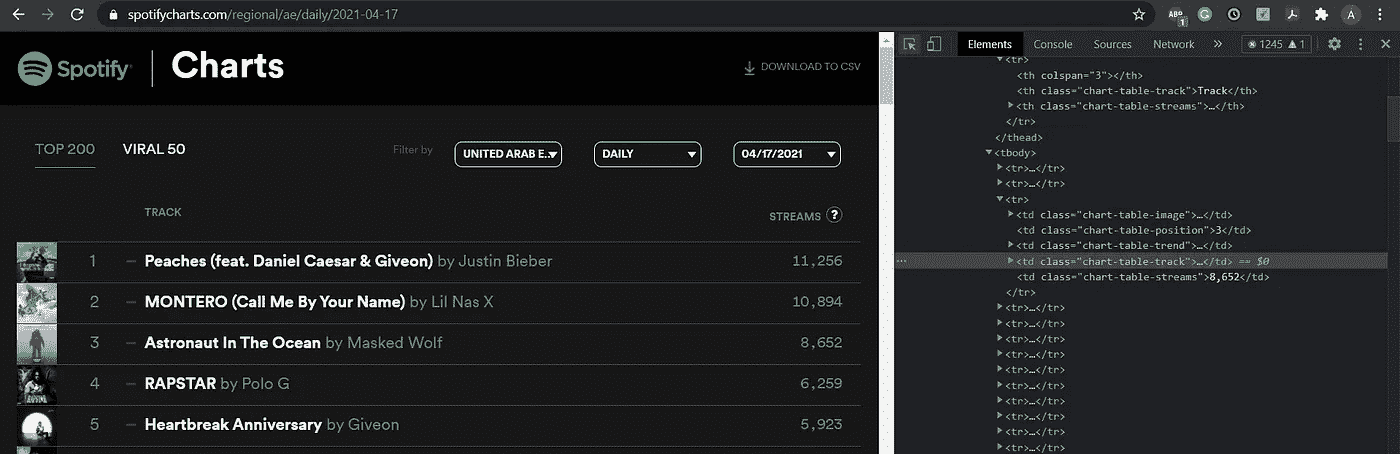 spotifycharts.com/regional/ae/daily/2021-04-17
ABP
1
A
Spotify
Charts
DOWNLOAD TO CSV
TOP 200
VIRAL 50
Filter by
UNITED ARAB E..
DAILY
04/17/2021
TRACK
STREAMS ?
1 — Peaches (feat. Daniel Caesar & Giveon) by Justin Bieber 11,256
2 — MONTERO (Call Me By Your Name) by Lil Nas X 10,894
3 — Astronaut In The Ocean by Masked Wolf 8,652
4 — RAPSTAR by Polo G 6,259
5 — Heartbreak Anniversary by Giveon 5,923
Elements Console Sources Network » 1245 1
<tr>
<th colspan="3"></th>
<th class="chart-table-track">Track</th>
<th class="chart-table-streams">…</th>
</tr>
</thead>
<tbody>
<tr>…</tr>
<tr>…</tr>
<tr>
<td class="chart-table-image">…</td>
<td class="chart-table-position">3</td>
<td class="chart-table-trend">…</td>
… <td class="chart-table-track">…</td> == $0
<td class="chart-table-streams">8,652</td>
</tr>
<tr>…</tr>
<tr>…</tr>
<tr>…</tr>
<tr>…</tr>
<tr>…</tr>
<tr>…</tr>
<tr>…</tr>
<tr>…</tr>
<tr>…</tr>
<tr>…</tr>